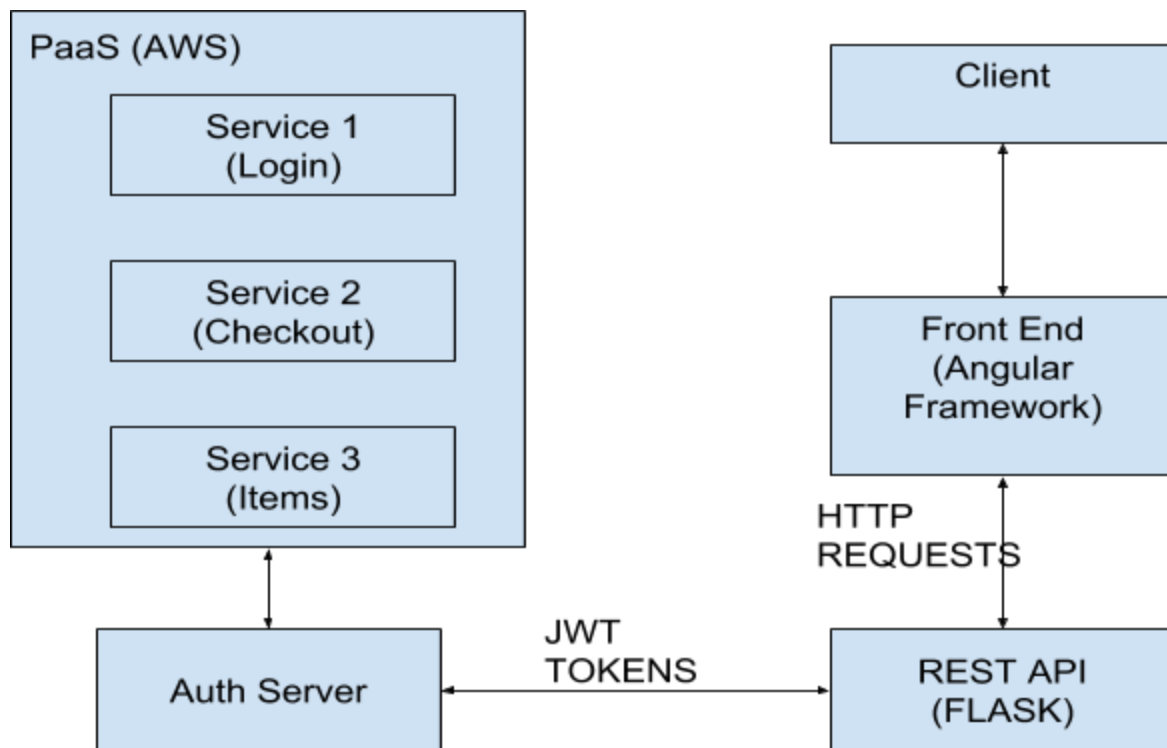 PaaS (AWS)
Service 1
(Login)
Service 2
(Checkout)
Service 3
(Items)
Auth Server
JWT
TOKENS
Client
Front End
(Angular
Framework)
HTTP
REQUESTS
REST API
(FLASK)